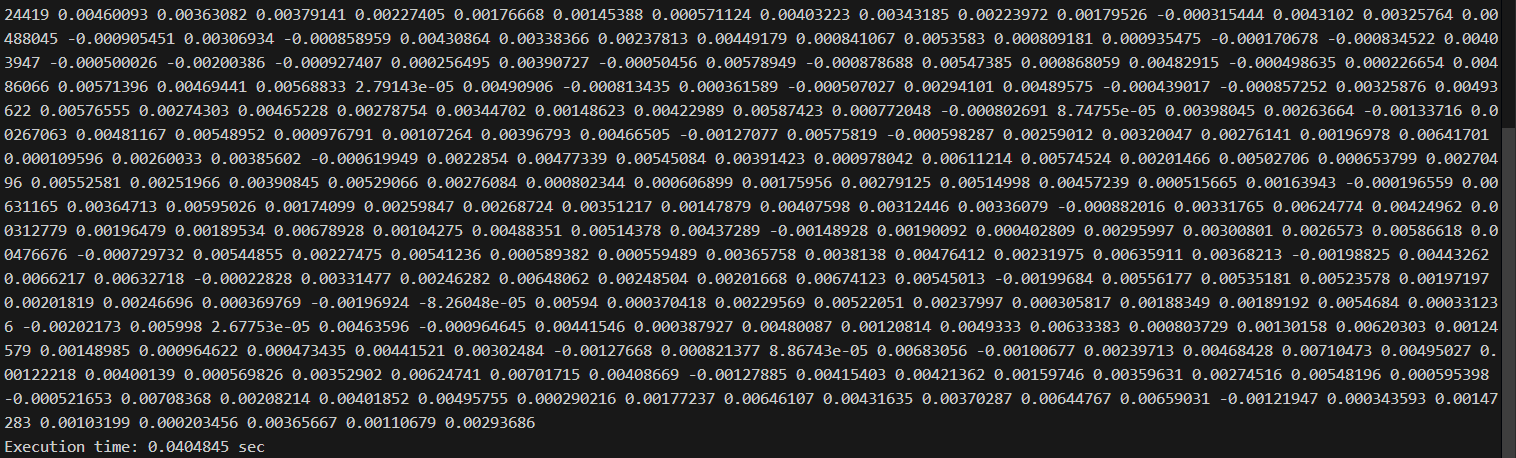 24419 0.00460093 0.00363082 0.00379141 0.00227405 0.00176668 0.00145388 0.000571124 0.00403223 0.00343185 0.00223972 0.00179526 -0.000315444 0.0043102 0.00325764 0.00
488045 -0.000905451 0.00306934 -0.000858959 0.00430864 0.00338366 0.00237813 0.00449179 0.000841067 0.0053583 0.000809181 0.000935475 -0.000170678 -0.000834522 0.0040
3947 -0.000500026 -0.00200386 -0.000927407 0.000256495 0.00390727 -0.00050456 0.00578949 -0.000878688 0.00547385 0.000868059 0.00482915 -0.000498635 0.000226654 0.004
86066 0.00571396 0.00469441 0.00568833 2.79143e-05 0.00490906 -0.000813435 0.000361589 -0.000507027 0.00294101 0.00489575 -0.000439017 -0.000857252 0.00325876 0.00493
622 0.00576555 0.00274303 0.00465228 0.00278754 0.00344702 0.00148623 0.00422989 0.00587423 0.000772048 -0.000802691 8.74755e-05 0.00398045 0.00263664 -0.00133716 0.0
0267063 0.00481167 0.00548952 0.000976791 0.00107264 0.00396793 0.00466505 -0.00127077 0.00575819 -0.000598287 0.00259012 0.00320047 0.00276141 0.00196978 0.00641701
0.000109596 0.00260033 0.00385602 -0.000619949 0.0022854 0.00477339 0.00545084 0.00391423 0.000978042 0.00611214 0.00574524 0.00201466 0.00502706 0.000653799 0.002704
96 0.00552581 0.00251966 0.00390845 0.00529066 0.00276084 0.000802344 0.000606899 0.00175956 0.00279125 0.00514998 0.00457239 0.000515665 0.00163943 -0.000196559 0.00
631165 0.00364713 0.00595026 0.00174099 0.00259847 0.00268724 0.00351217 0.00147879 0.00407598 0.00312446 0.00336079 -0.000882016 0.00331765 0.00624774 0.00424962 0.0
0312779 0.00196479 0.00189534 0.00678928 0.00104275 0.00488351 0.00514378 0.00437289 -0.00148928 0.00190092 0.000402809 0.00295997 0.00300801 0.0026573 0.00586618 0.0
0476676 -0.000729732 0.00544855 0.00227475 0.00541236 0.000589382 0.000559489 0.00365758 0.0038138 0.00476412 0.00231975 0.00635911 0.00368213 -0.00198825 0.00443262
0.0066217 0.00632718 -0.00022828 0.00331477 0.00246282 0.00648062 0.00248504 0.00201668 0.00674123 0.00545013 -0.00199684 0.00556177 0.00535181 0.00523578 0.00197197
0.00201819 0.00246696 0.000369769 -0.00196924 -8.26048e-05 0.00594 0.000370418 0.00229569 0.00522051 0.00237997 0.000305817 0.00188349 0.00189192 0.0054684 0.00033123
6 -0.00202173 0.005998 2.67753e-05 0.00463596 -0.000964645 0.00441546 0.000387927 0.00480087 0.00120814 0.0049333 0.00633383 0.000803729 0.00130158 0.00620303 0.00124
579 0.00148985 0.000964622 0.000473435 0.00441521 0.00302484 -0.00127668 0.000821377 8.86743e-05 0.00683056 -0.00100677 0.00239713 0.00468428 0.00710473 0.00495027 0.
00122218 0.00400139 0.000569826 0.00352902 0.00624741 0.00701715 0.00408669 -0.00127885 0.00415403 0.00421362 0.00159746 0.00359631 0.00274516 0.00548196 0.000595398
-0.000521653 0.00708368 0.00208214 0.00401852 0.00495755 0.000290216 0.00177237 0.00646107 0.00431635 0.00370287 0.00644767 0.00659031 -0.00121947 0.000343593 0.00147
283 0.00103199 0.000203456 0.00365667 0.00110679 0.00293686
Execution time: 0.0404845 sec